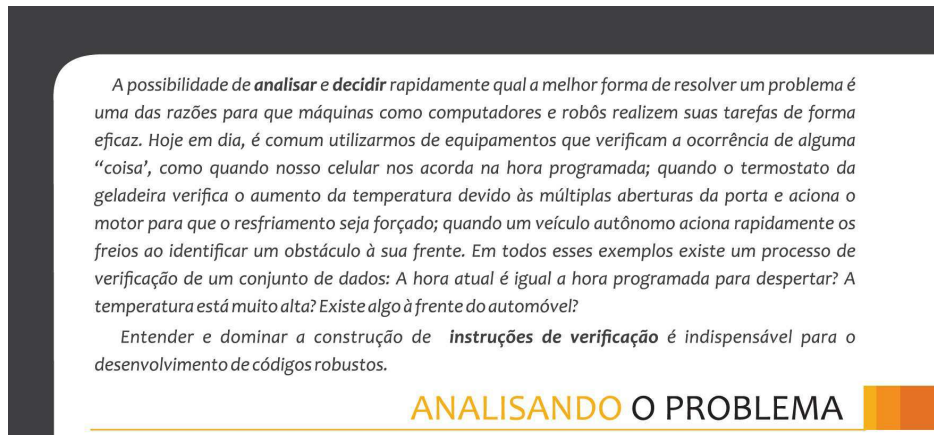 A possibilidade de analisar e decidir rapidamente qual a melhor forma de resolver um problema é
uma das razões para que máquinas como computadores e robôs realizem suas tarefas de forma
eficaz. Hoje em dia, é comum utilizarmos de equipamentos que verificam a ocorrência de alguma
“coisa’, como quando nosso celular nos acorda na hora programada; quando o termostato da
geladeira verifica o aumento da temperatura devido às múltiplas aberturas da porta e aciona o
motor para que o resfriamento seja forçado; quando um veículo autônomo aciona rapidamente os
freios ao identificar um obstáculo à sua frente. Em todos esses exemplos existe um processo de
verificação de um conjunto de dados: A hora atual é igual a hora programada para despertar? A
temperatura está muito alta? Existe algo à frente do automóvel?
Entender e dominar a construção de instruções de verificação é indispensável para o
desenvolvimento de códigos robustos.
ANALISANDO O PROBLEMA